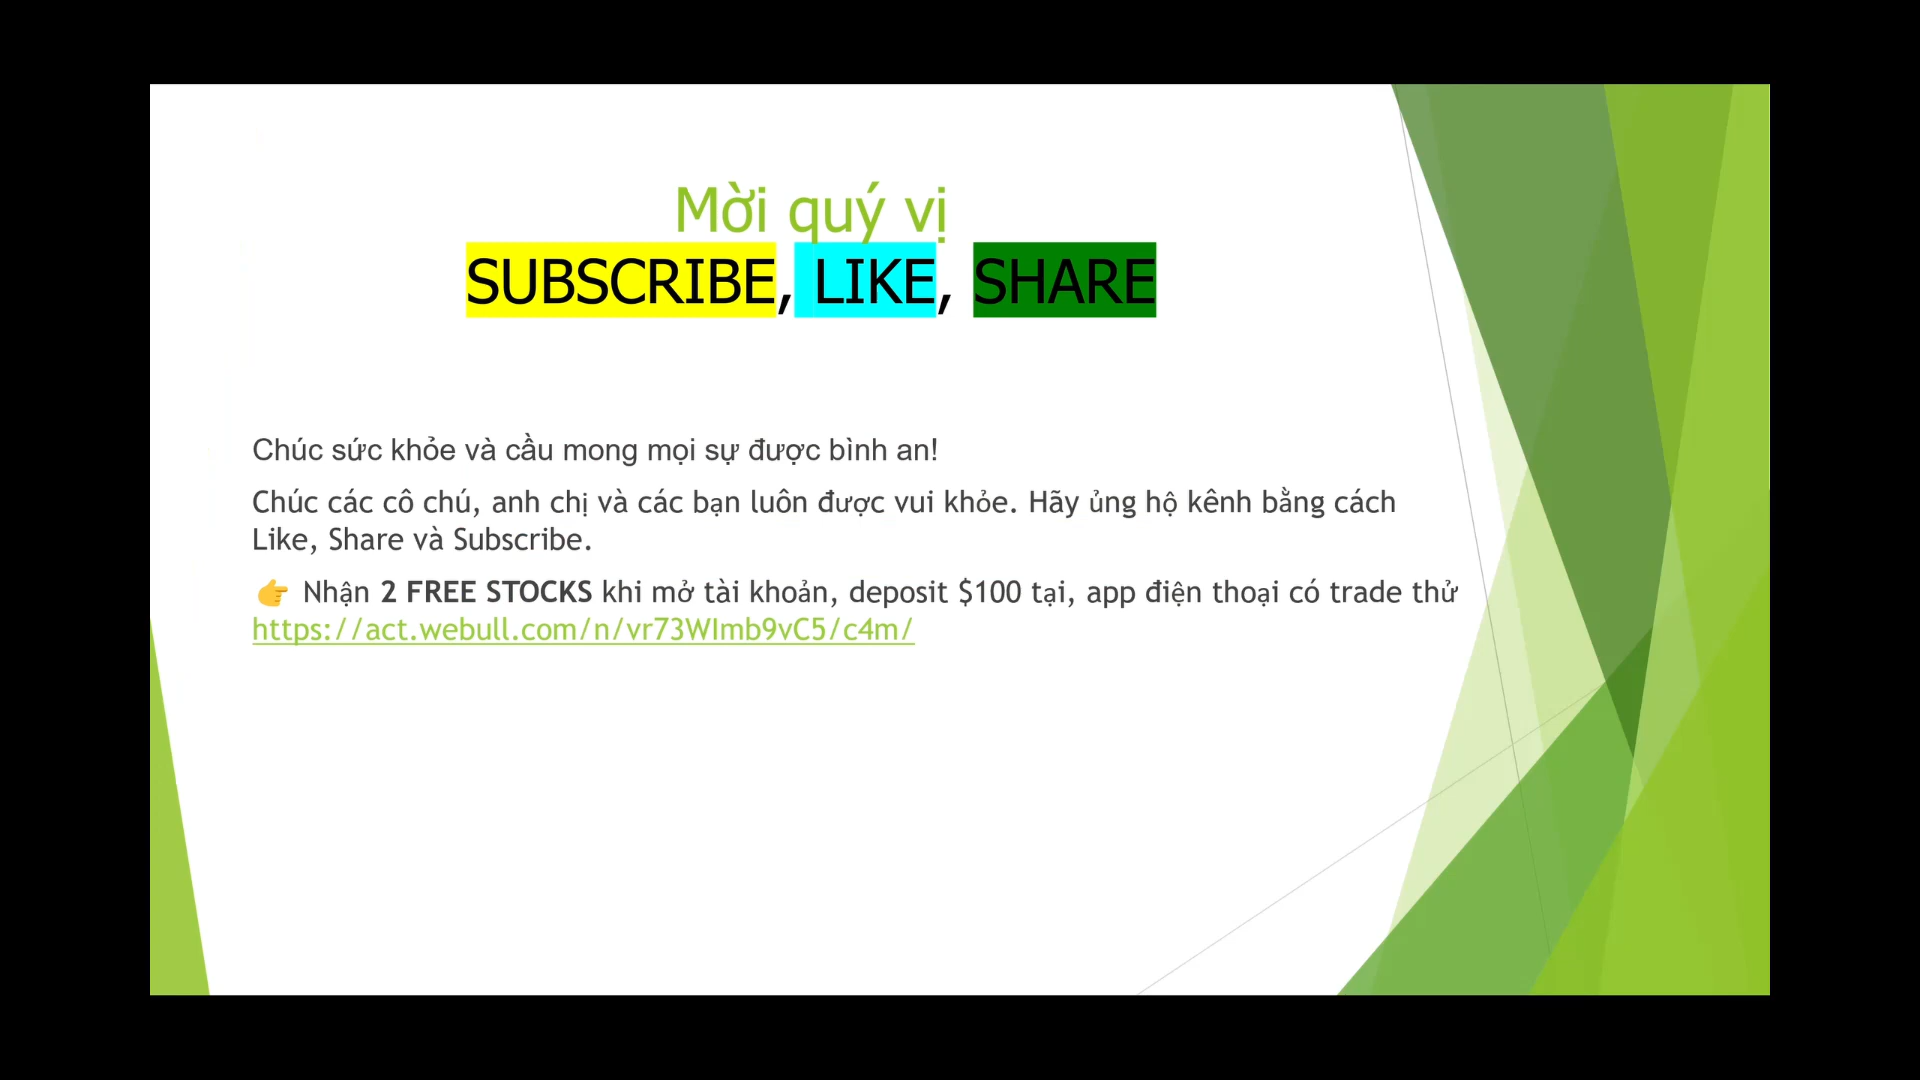 Mời quý vị
SUBSCRIBE, LIKE, SHARE
Chúc sức khỏe và cầu mong mọi sự được bình an!
Chúc các cô chú, anh chị và các bạn luôn được vui khỏe. Hãy ủng hộ kênh bằng cách
Like, Share và Subscribe.
👉 Nhận 2 FREE STOCKS khi mở tài khoản, deposit $100 tại, app điện thoại có trade thử
https://act.webull.com/n/vr73WImb9vC5/c4m/